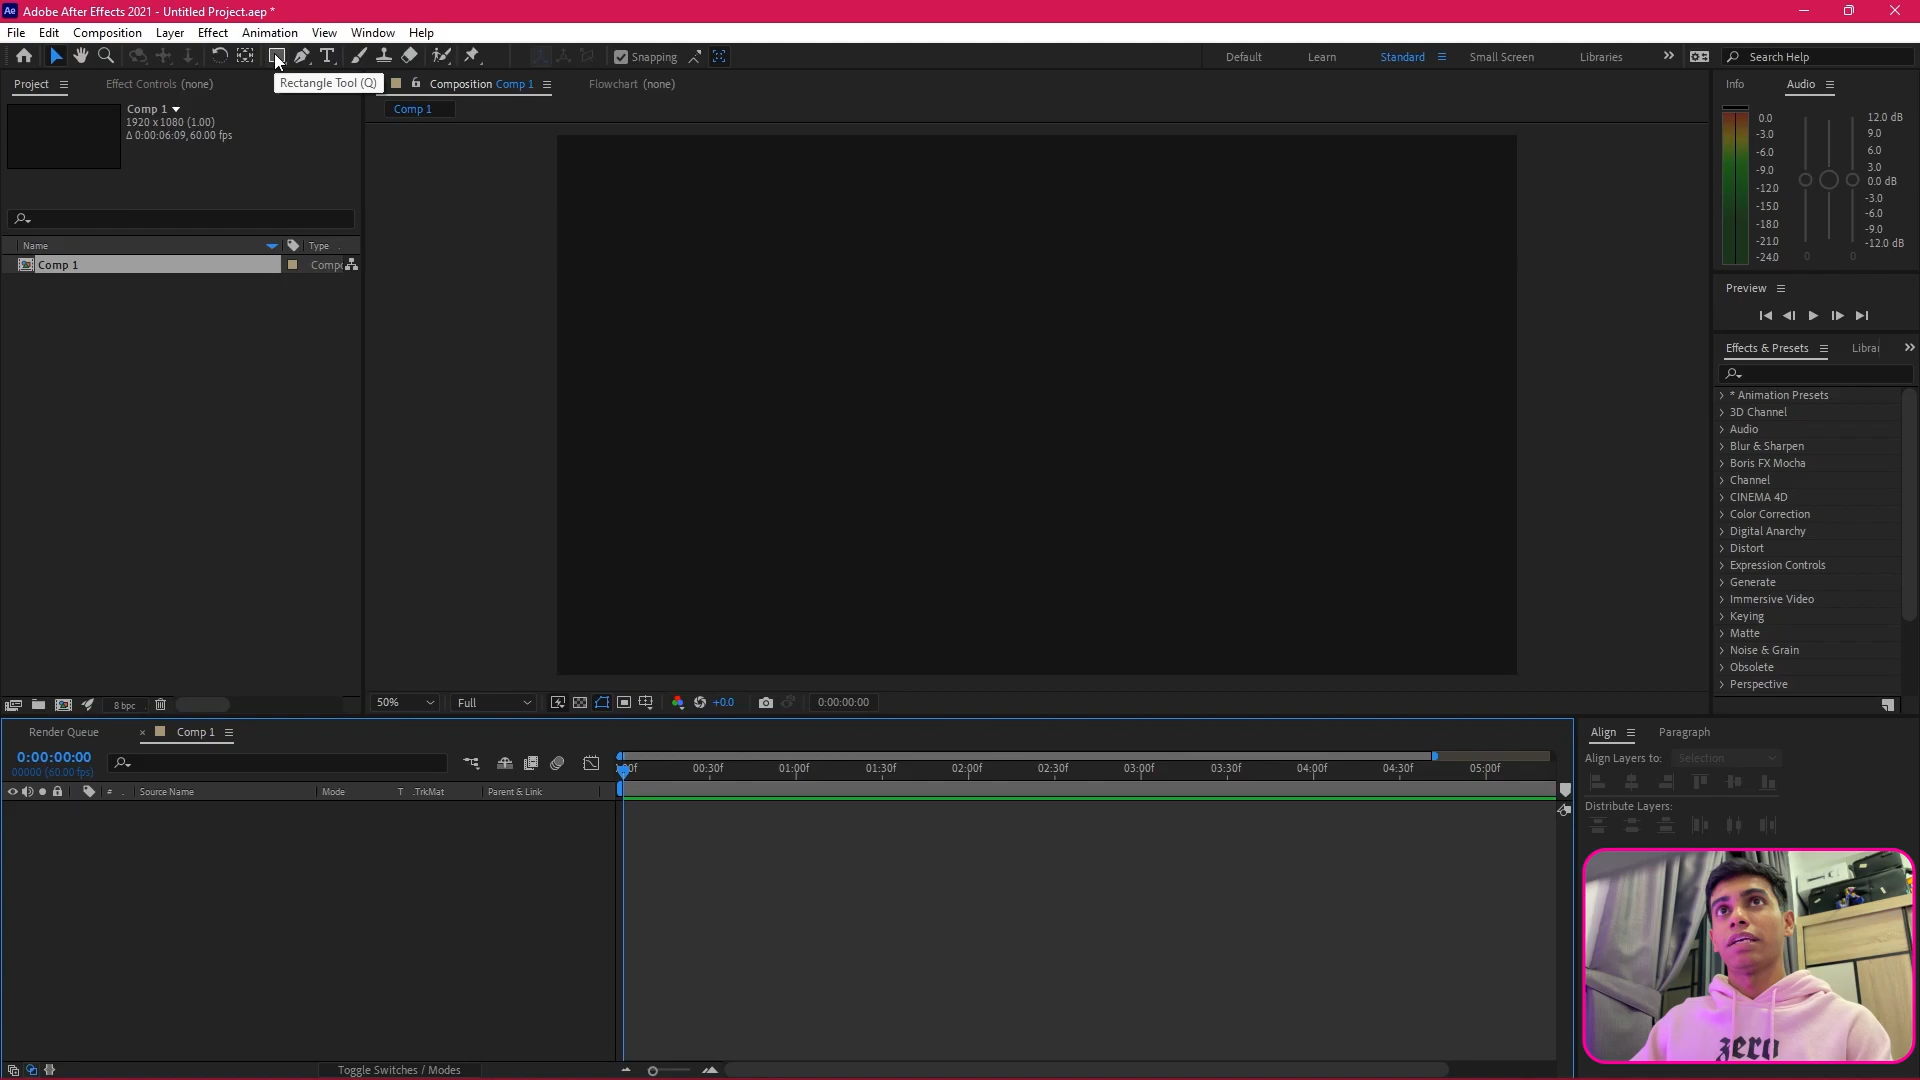 Ae Adobe After Effects 2021 - Untitled Project.aep *
File Edit Composition Layer Effect Animation View Window Help
Snapping
Default Learn Standard Small Screen Libraries Search Help
Rectangle Tool (Q)
Project Effect Controls (none)
Composition Comp 1 Flowchart (none)
Comp 1
Comp 1
1920 x 1080 (1.00)
Δ 0:00:06:09, 60.00 fps
Name Type
Comp 1 Compo
8 bpc
50% Full +0.0 0:00:00:00
Info Audio
0.0
-3.0
-6.0
-9.0
-12.0
-15.0
-18.0
-21.0
-24.0
12.0 dB
9.0
6.0
3.0
0.0 dB
-3.0
-6.0
-9.0
-12.0 dB
0 0
Preview
Effects & Presets Librar
* Animation Presets
3D Channel
Audio
Blur & Sharpen
Boris FX Mocha
Channel
CINEMA 4D
Color Correction
Digital Anarchy
Distort
Expression Controls
Generate
Immersive Video
Keying
Matte
Noise & Grain
Obsolete
Perspective
Render Queue Comp 1
0:00:00:00
00000 (60.00 fps)
00f 00:30f 01:00f 01:30f 02:00f 02:30f 03:00f 03:30f 04:00f 04:30f 05:00f
# Source Name Mode T .TrkMat Parent & Link
Toggle Switches / Modes
Align Paragraph
Align Layers to: Selection
Distribute Layers:
zero